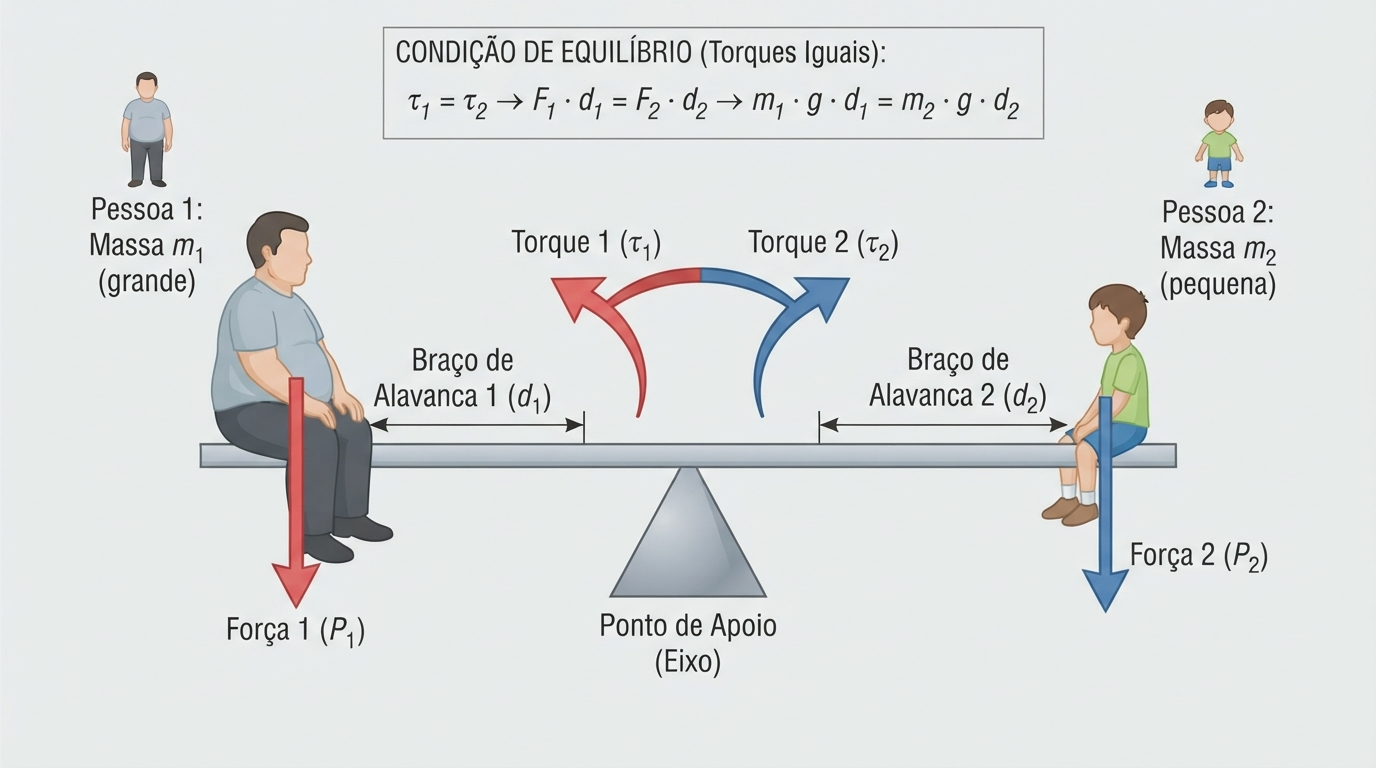 CONDIÇÃO DE EQUILÍBRIO (Torques Iguais):
τ₁ = τ₂ → F₁ · d₁ = F₂ · d₂ → m₁ · g · d₁ = m₂ · g · d₂
Pessoa 1:
Massa m₁
(grande)
Pessoa 2:
Massa m₂
(pequena)
Torque 1 (τ₁)
Torque 2 (τ₂)
Braço de
Alavanca 1 (d₁)
Braço de
Alavanca 2 (d₂)
Força 1 (P₁)
Força 2 (P₂)
Ponto de Apoio
(Eixo)